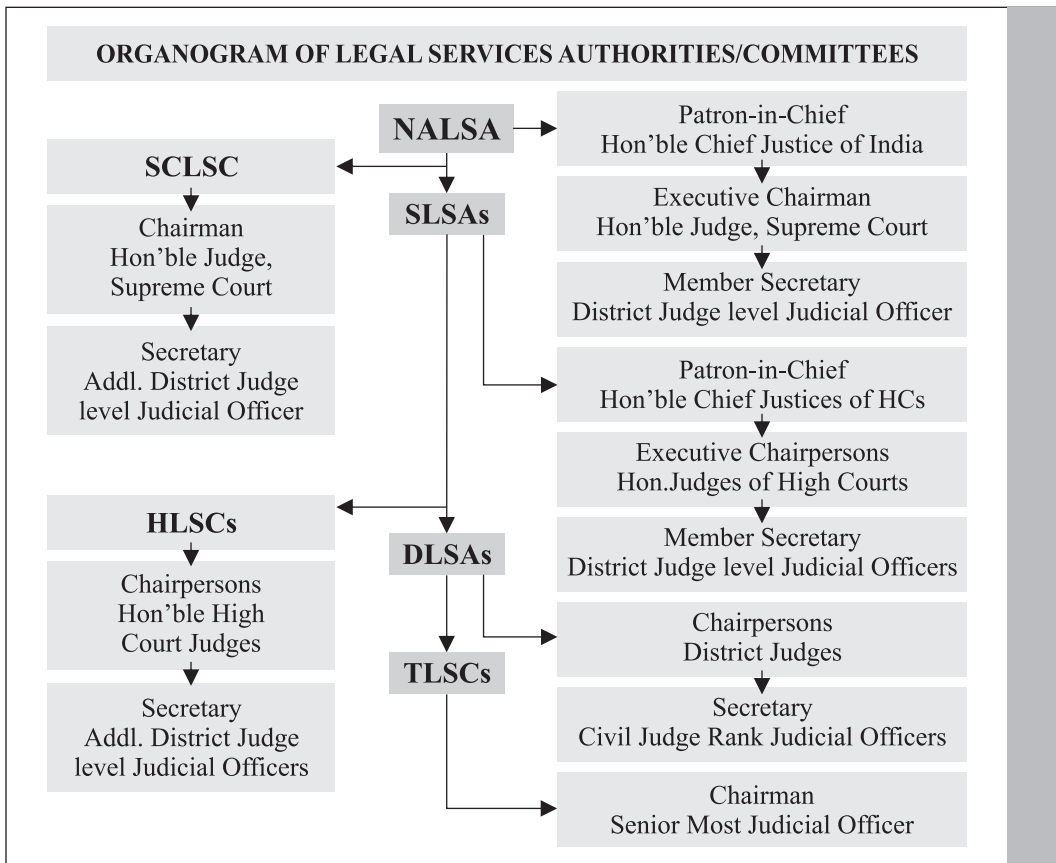 ORGANOGRAM OF LEGAL SERVICES AUTHORITIES/COMMITTEES
NALSA
Patron-in-Chief
Hon’ble Chief Justice of India
Executive Chairman
Hon’ble Judge, Supreme Court
Member Secretary
District Judge level Judicial Officer
SCLSC
Chairman
Hon’ble Judge,
Supreme Court
Secretary
Addl. District Judge
level Judicial Officer
SLSAs
Patron-in-Chief
Hon’ble Chief Justices of HCs
Executive Chairpersons
Hon.Judges of High Courts
Member Secretary
District Judge level Judicial Officers
HLSCs
Chairpersons
Hon’ble High
Court Judges
Secretary
Addl. District Judge
level Judicial Officers
DLSAs
Chairpersons
District Judges
Secretary
Civil Judge Rank Judicial Officers
TLSCs
Chairman
Senior Most Judicial Officer